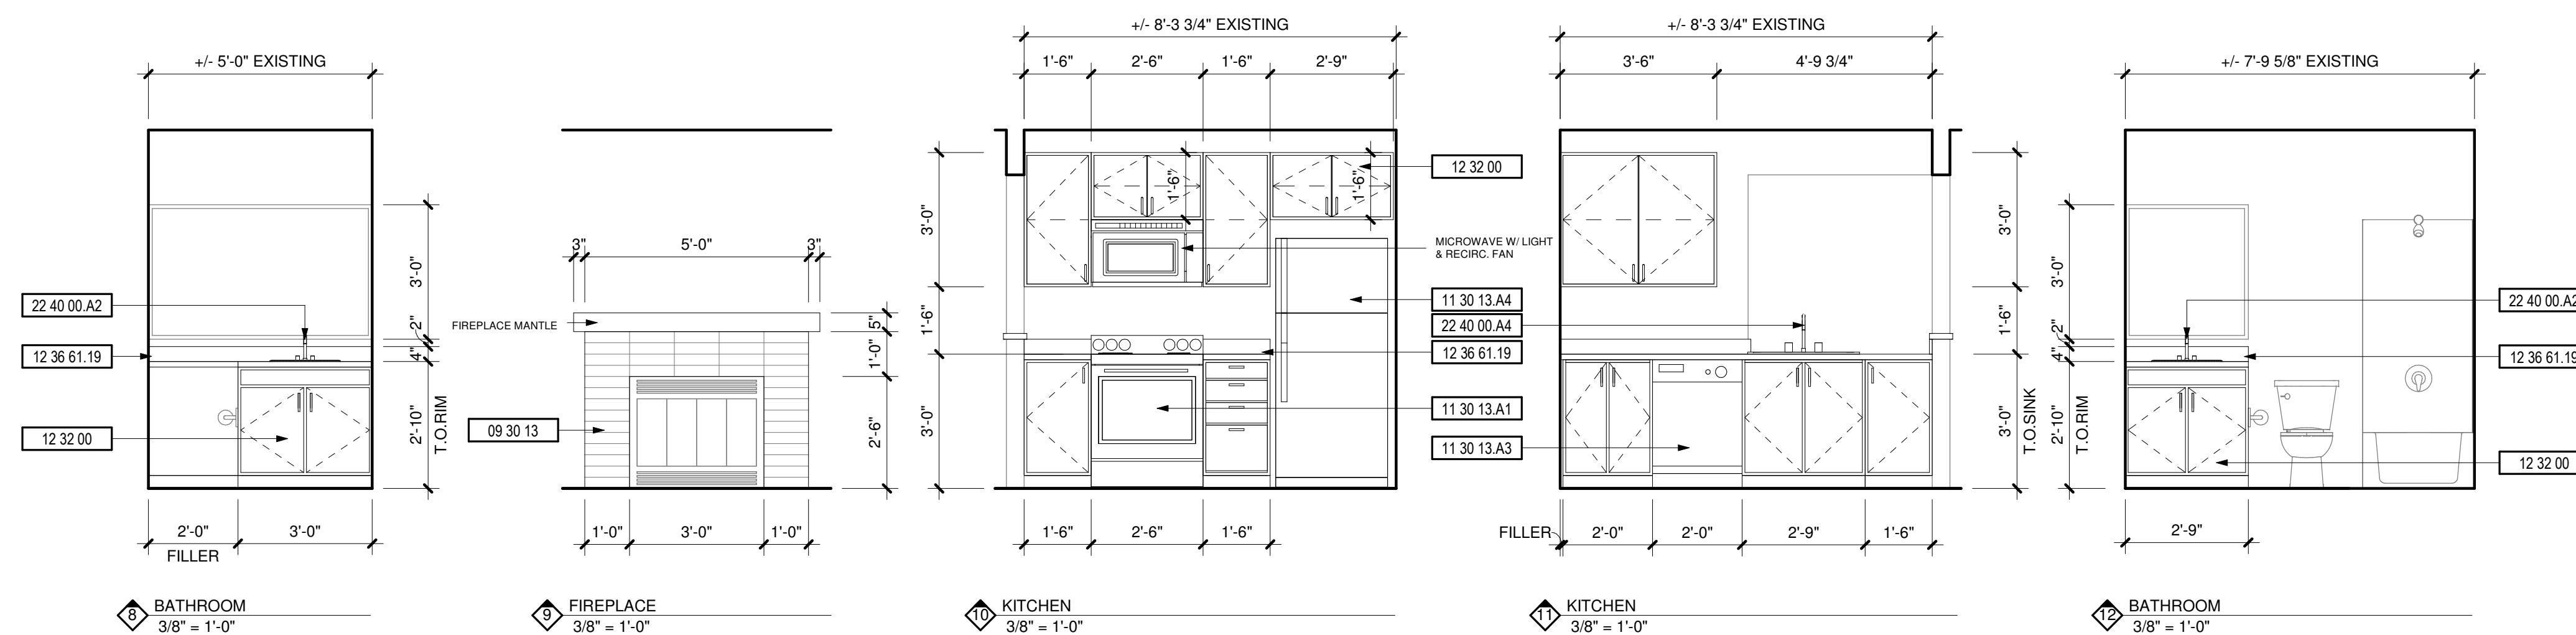 +/- 5'-0" EXISTING
3'-0"
2"
4"
2'-10"
T.O.RIM
22 40 00.A2
12 36 61.19
12 32 00
2'-0"
3'-0"
FILLER
8
BATHROOM
3/8" = 1'-0"
3"
5'-0"
3"
FIREPLACE MANTLE
5"
1'-0"
2'-6"
09 30 13
1'-0"
3'-0"
1'-0"
9
FIREPLACE
3/8" = 1'-0"
+/- 8'-3 3/4" EXISTING
1'-6"
2'-6"
1'-6"
2'-9"
3'-0"
1'-6"
3'-0"
1'-6"
1'-6"
12 32 00
MICROWAVE W/ LIGHT
& RECIRC. FAN
11 30 13.A4
22 40 00.A4
12 36 61.19
11 30 13.A1
11 30 13.A3
1'-6"
2'-6"
1'-6"
10
KITCHEN
3/8" = 1'-0"
+/- 8'-3 3/4" EXISTING
3'-6"
4'-9 3/4"
3'-0"
1'-6"
3'-0"
T.O.SINK
FILLER
2'-0"
2'-0"
2'-9"
1'-6"
11
KITCHEN
3/8" = 1'-0"
+/- 7'-9 5/8" EXISTING
3'-0"
2"
4"
2'-10"
T.O.RIM
22 40 00.A2
12 36 61.19
12 32 00
2'-9"
12
BATHROOM
3/8" = 1'-0"